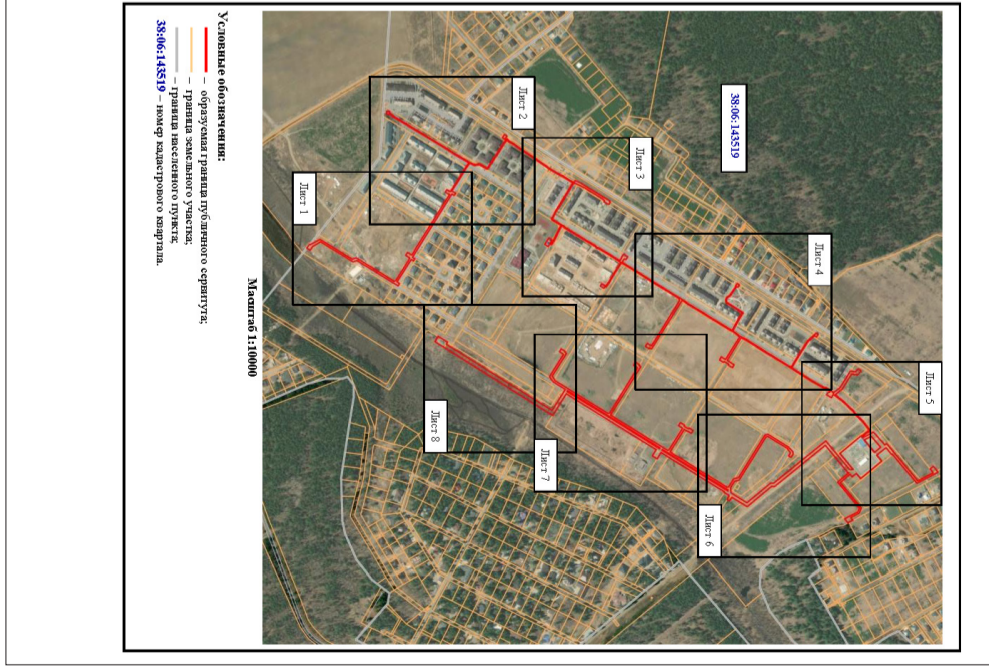 38:06:143519
Лист 1
Лист 2
Лист 3
Лист 4
Лист 5
Лист 6
Лист 7
Лист 8
Масштаб 1:10000
Условные обозначения:
– образуемая граница публичного сервитута;
– граница земельного участка;
– граница населенного пункта;
38:06:143519 – номер кадастрового квартала.